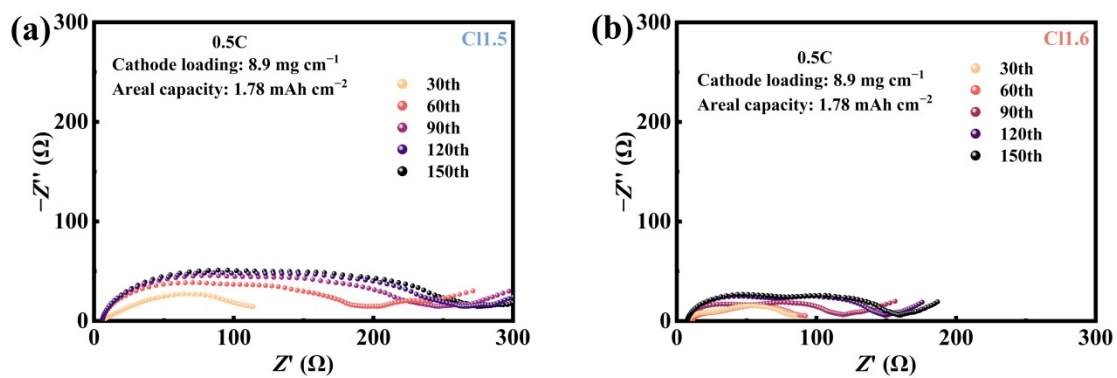 (a)
0.5C
Cl1.5
Cathode loading: 8.9 mg cm⁻¹
Areal capacity: 1.78 mAh cm⁻²
30th
60th
90th
120th
150th
300
200
100
0
−Z'' (Ω)
0
100
200
300
Z' (Ω)
(b)
0.5C
Cl1.6
Cathode loading: 8.9 mg cm⁻¹
Areal capacity: 1.78 mAh cm⁻²
30th
60th
90th
120th
150th
300
200
100
0
−Z'' (Ω)
0
100
200
300
Z' (Ω)